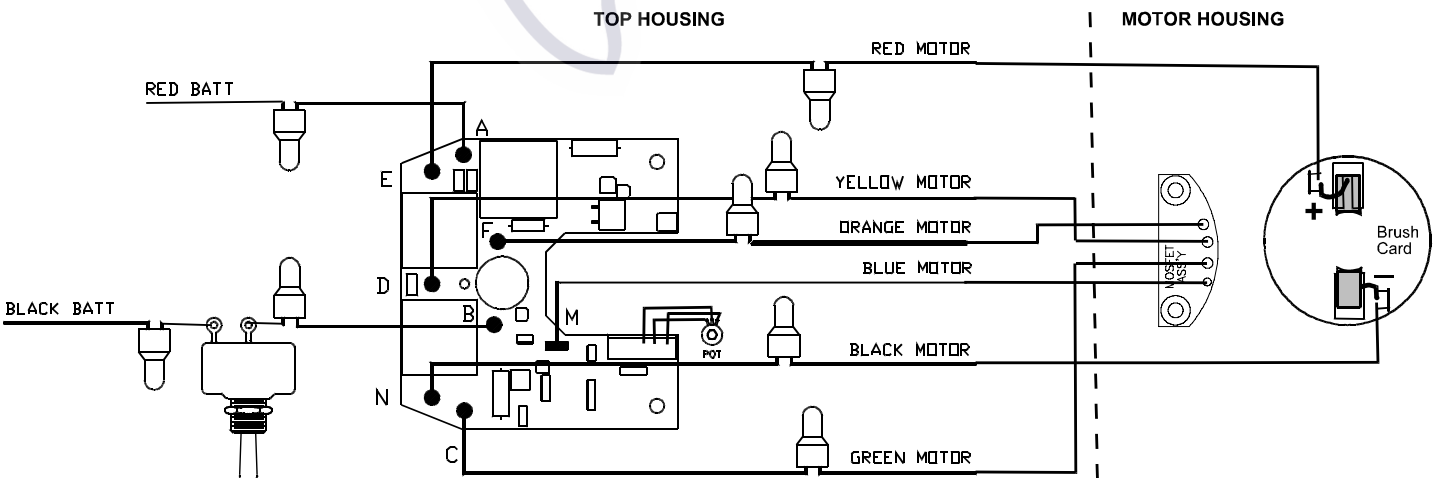 TOP HOUSING
MOTOR HOUSING
RED MOTOR
RED BATT
A
E
YELLOW MOTOR
ORANGE MOTOR
F
+
Brush
Card
BLUE MOTOR
MOSFET
ASS'Y
D
−
BLACK BATT
B
M
POT
BLACK MOTOR
N
C
GREEN MOTOR